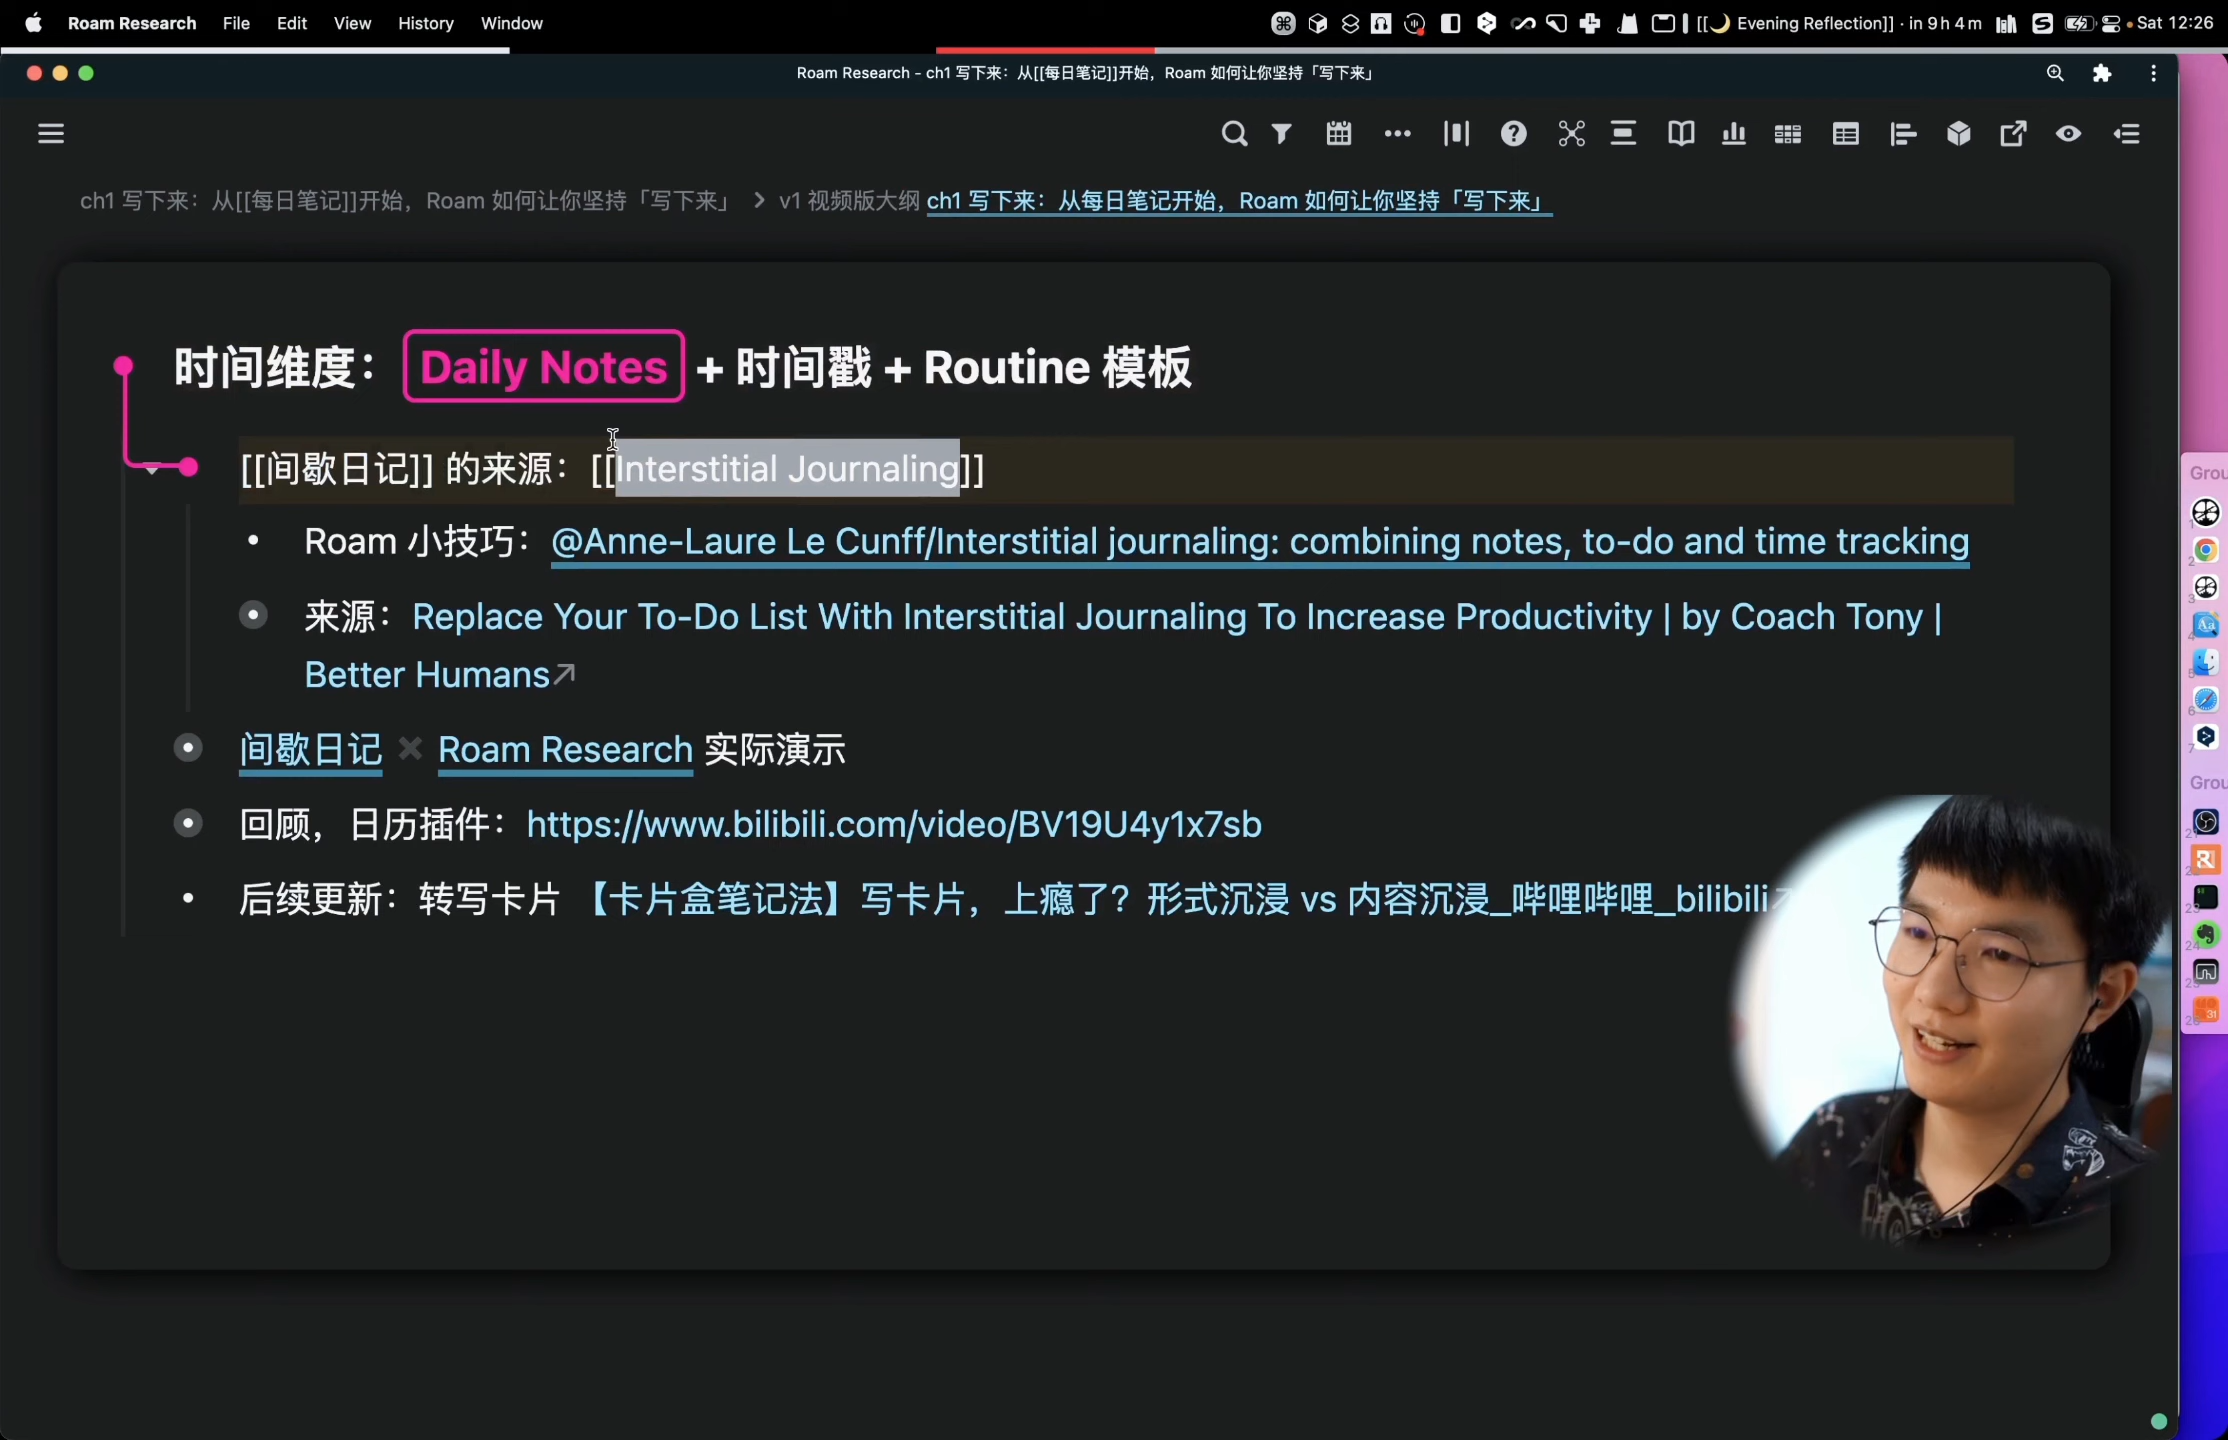 Roam Research File Edit View History Window [[🌙 Evening Reflection]] · in 9 h 4 m Sat 12:26
Roam Research - ch1 写下来：从[[每日笔记]]开始，Roam 如何让你坚持「写下来」
ch1 写下来：从[[每日笔记]]开始，Roam 如何让你坚持「写下来」 > v1 视频版大纲 ch1 写下来：从每日笔记开始，Roam 如何让你坚持「写下来」
时间维度：Daily Notes + 时间戳 + Routine 模板
[[间歇日记]] 的来源：[[Interstitial Journaling]]
Roam 小技巧：@Anne-Laure Le Cunff/Interstitial journaling: combining notes, to-do and time tracking
来源：Replace Your To-Do List With Interstitial Journaling To Increase Productivity | by Coach Tony |
Better Humans
间歇日记 ✖ Roam Research 实际演示
回顾，日历插件：https://www.bilibili.com/video/BV19U4y1x7sb
后续更新：转写卡片 【卡片盒笔记法】写卡片，上瘾了？形式沉浸 vs 内容沉浸_哔哩哔哩_bilibili
Grou
Grou